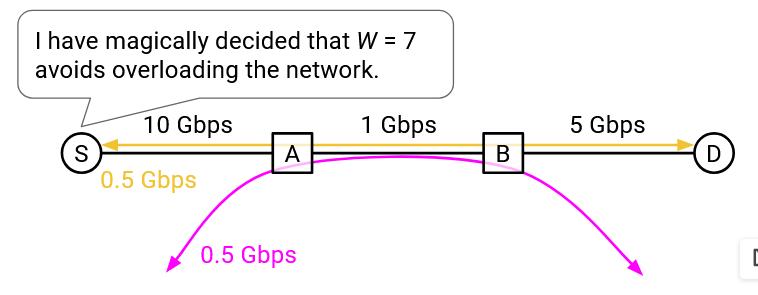 I have magically decided that W = 7
avoids overloading the network.
10 Gbps
1 Gbps
5 Gbps
S
A
B
D
0.5 Gbps
0.5 Gbps